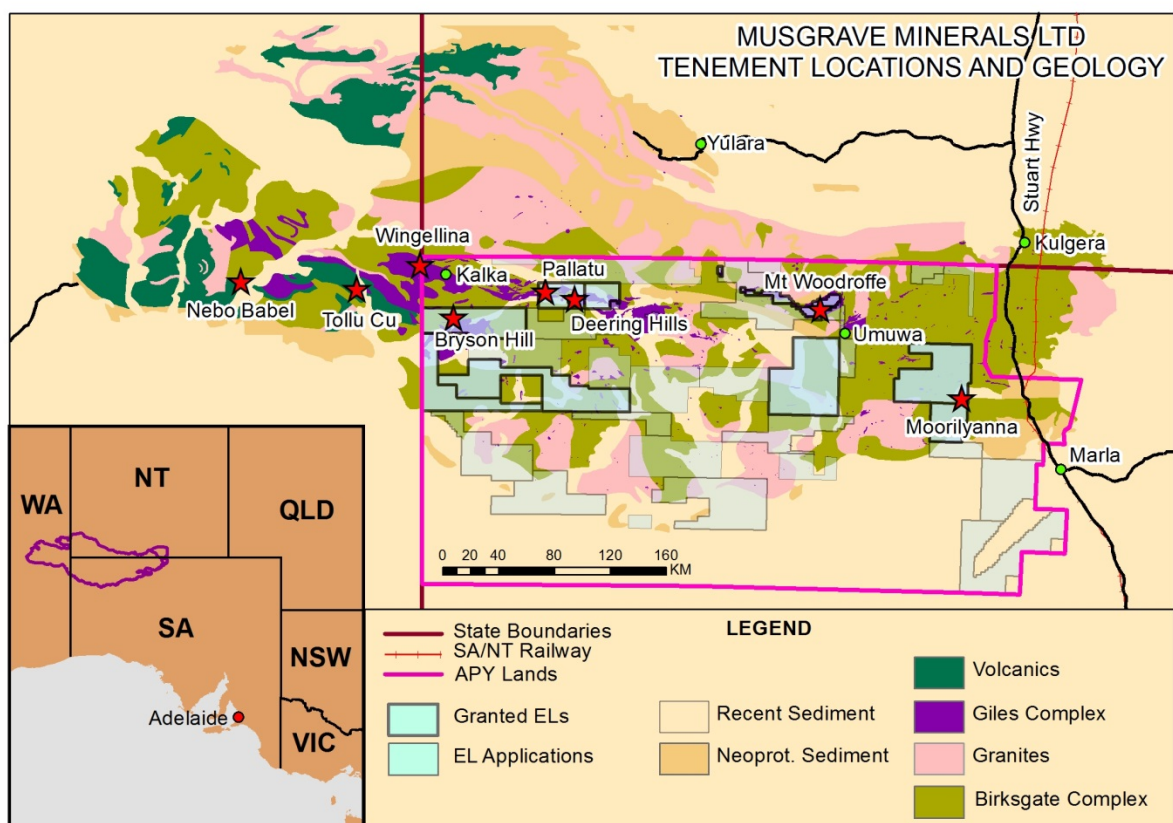 MUSGRAVE MINERALS LTD
TENEMENT LOCATIONS AND GEOLOGY
Yulara
Stuart Hwy
Kulgera
Wingellina
Kalka
Pallatu
Mt Woodroffe
Nebo Babel
Tollu Cu
Bryson Hill
Deering Hills
Umuwa
Moorilyanna
Marla
0 10 20 40 80 120 160
KM
WA
NT
QLD
SA
NSW
VIC
Adelaide
LEGEND
State Boundaries
SA/NT Railway
APY Lands
Granted ELs
EL Applications
Recent Sediment
Neoprot. Sediment
Volcanics
Giles Complex
Granites
Birksgate Complex